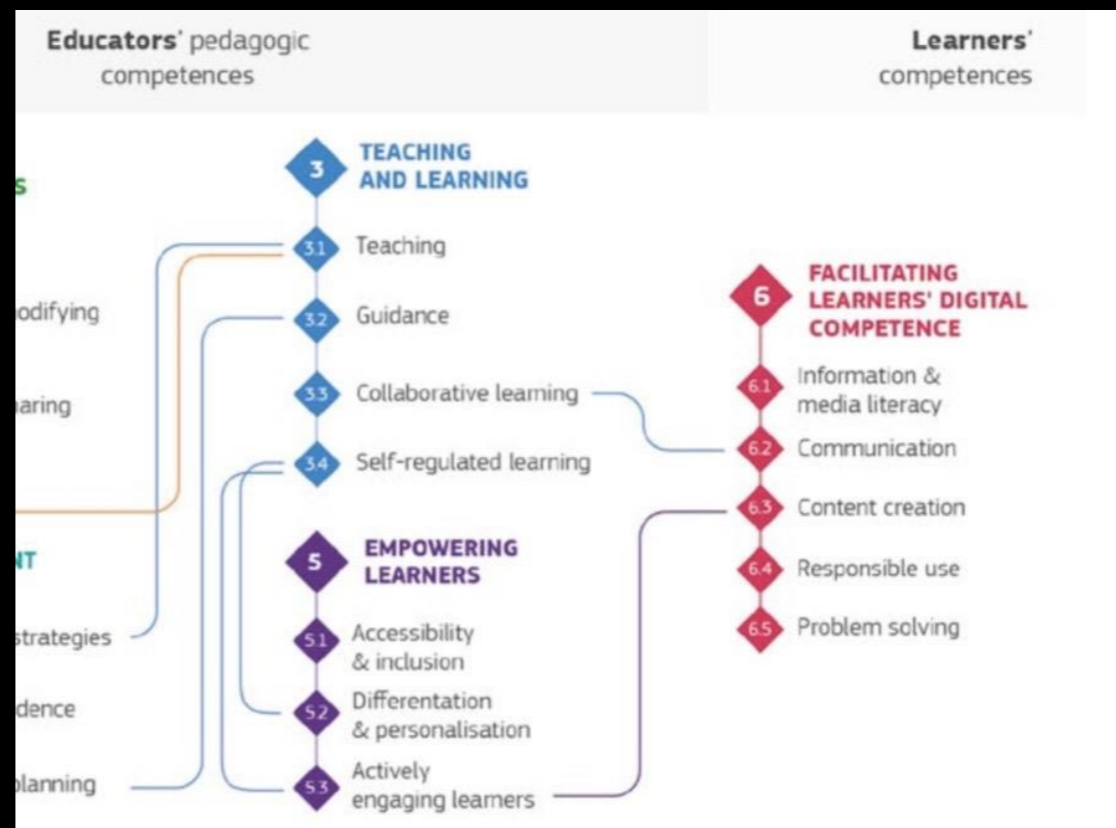 Educators' pedagogic
competences
Learners'
competences
S
odifying
aring
NT
strategies
dence
planning
3
TEACHING
AND LEARNING
3.1 Teaching
3.2 Guidance
3.3 Collaborative learning
3.4 Self-regulated learning
5
EMPOWERING
LEARNERS
5.1 Accessibility
& inclusion
5.2 Differentation
& personalisation
5.3 Actively
engaging learners
6
FACILITATING
LEARNERS' DIGITAL
COMPETENCE
6.1 Information &
media literacy
6.2 Communication
6.3 Content creation
6.4 Responsible use
6.5 Problem solving